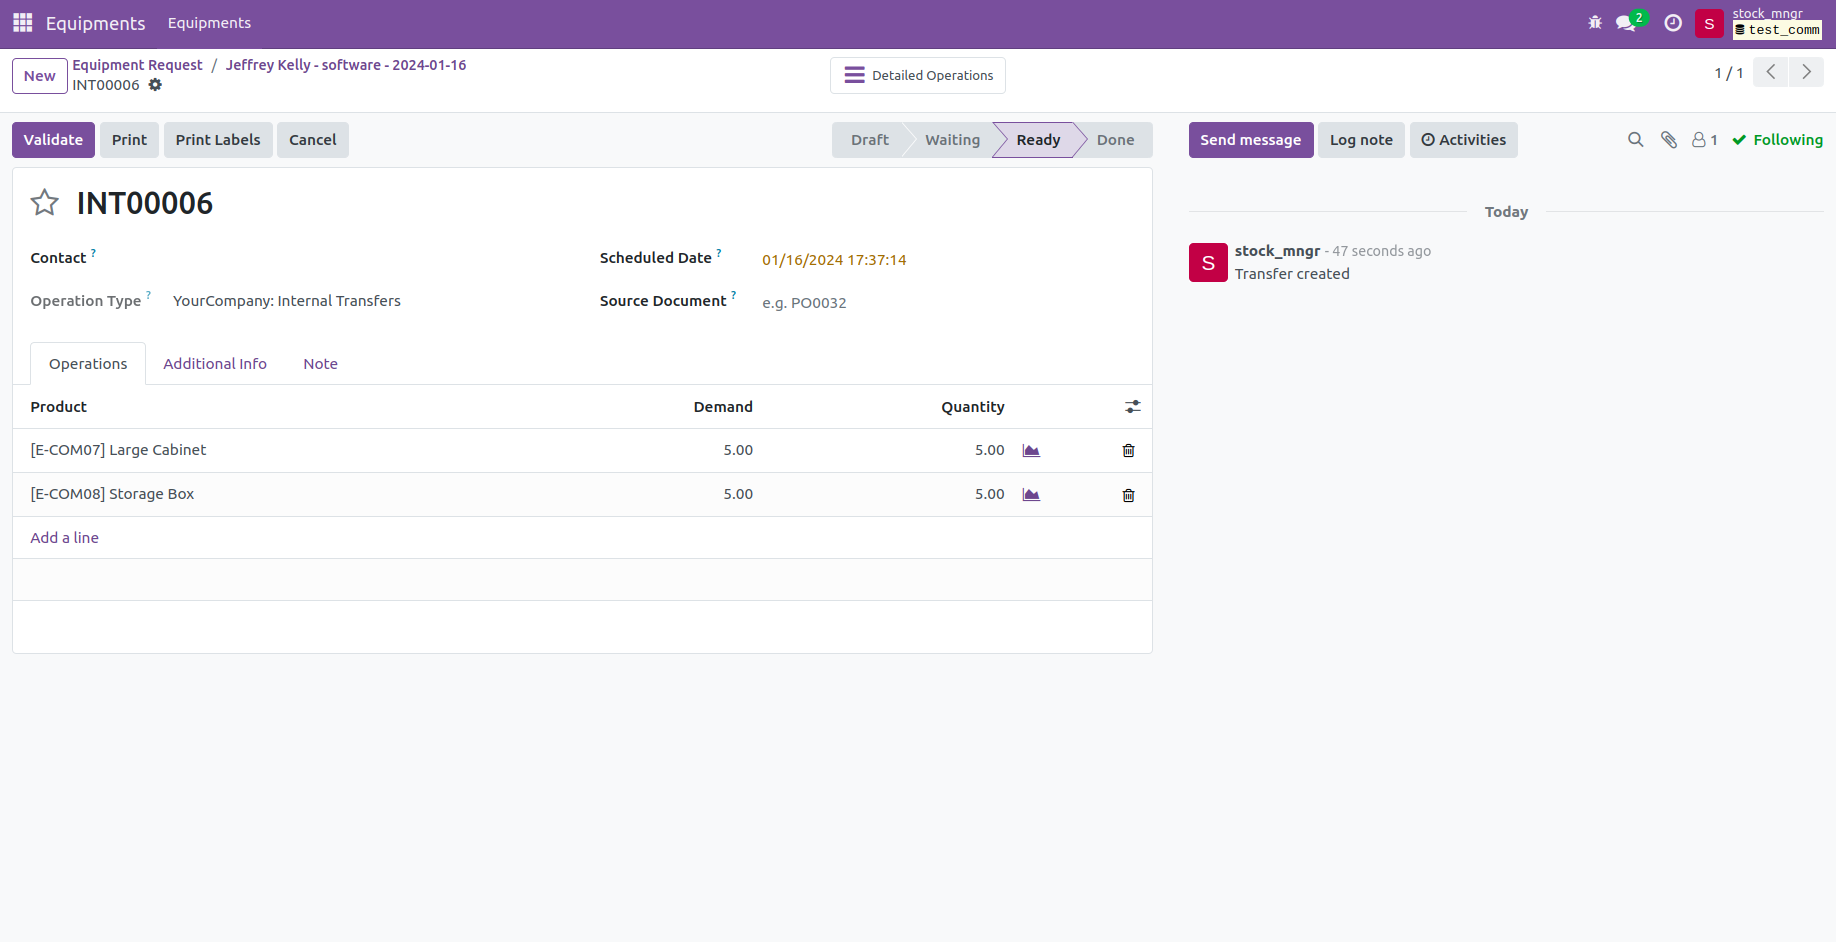 Equipments Equipments 2 S stock_mngr
test_comm
New Equipment Request / Jeffrey Kelly - software - 2024-01-16
INT00006
Detailed Operations
1 / 1
Validate Print Print Labels Cancel Draft Waiting Ready Done
Send message Log note Activities 1 Following
INT00006
Contact ?
Scheduled Date ? 01/16/2024 17:37:14
Operation Type ? YourCompany: Internal Transfers
Source Document ? e.g. PO0032
Operations Additional Info Note
Product Demand Quantity
[E-COM07] Large Cabinet 5.00 5.00
[E-COM08] Storage Box 5.00 5.00
Add a line
Today
S stock_mngr - 47 seconds ago
Transfer created